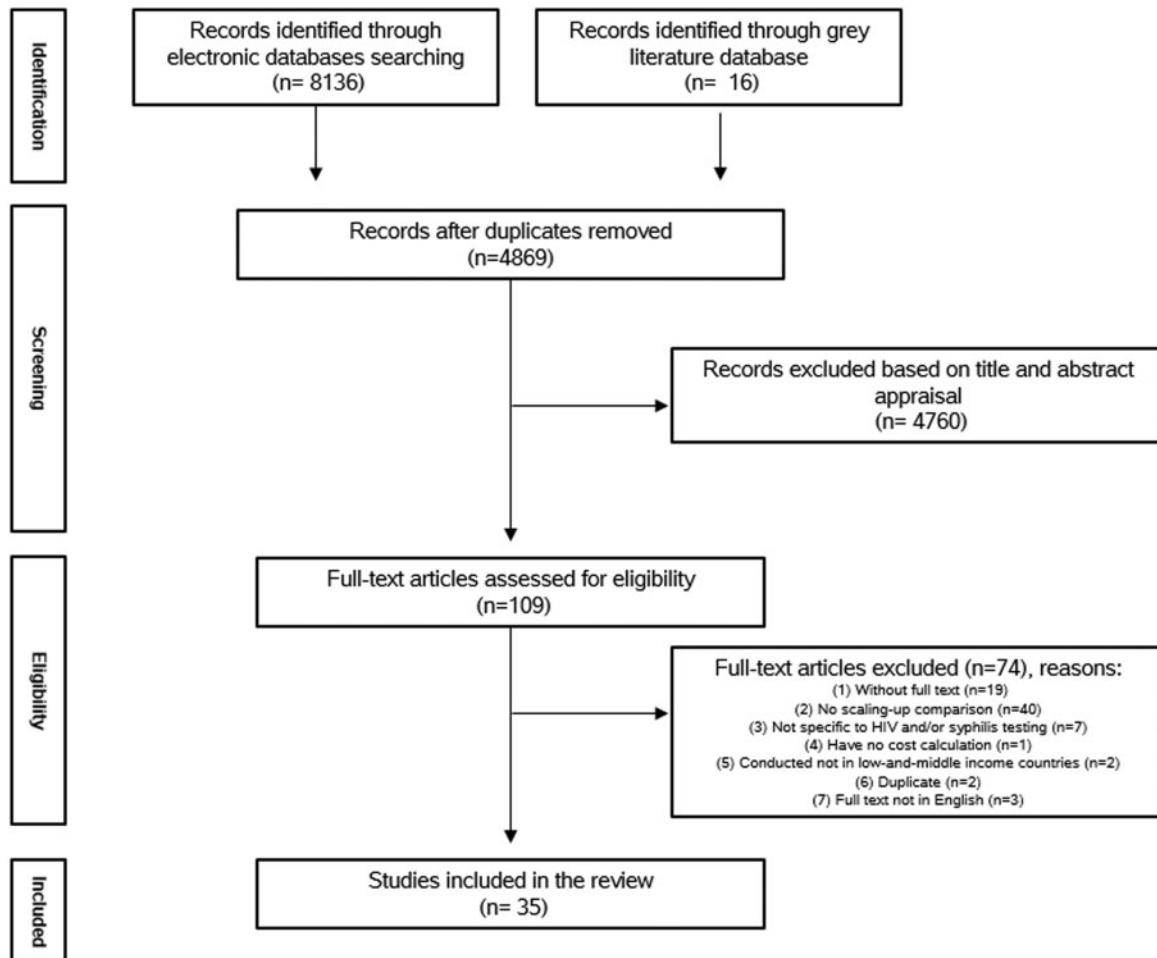 Identification
Records identified through
electronic databases searching
(n= 8136)
Records identified through grey
literature database
(n=  16)
Screening
Records after duplicates removed
(n=4869)
Records excluded based on title and abstract
appraisal
(n= 4760)
Eligibility
Full-text articles assessed for eligibility
(n=109)
Full-text articles excluded (n=74), reasons:
(1) Without full text (n=19)
(2) No scaling-up comparison (n=40)
(3) Not specific to HIV and/or syphilis testing (n=7)
(4) Have no cost calculation (n=1)
(5) Conducted not in low-and-middle income countries (n=2)
(6) Duplicate (n=2)
(7) Full text not in English (n=3)
Included
Studies included in the review
(n= 35)